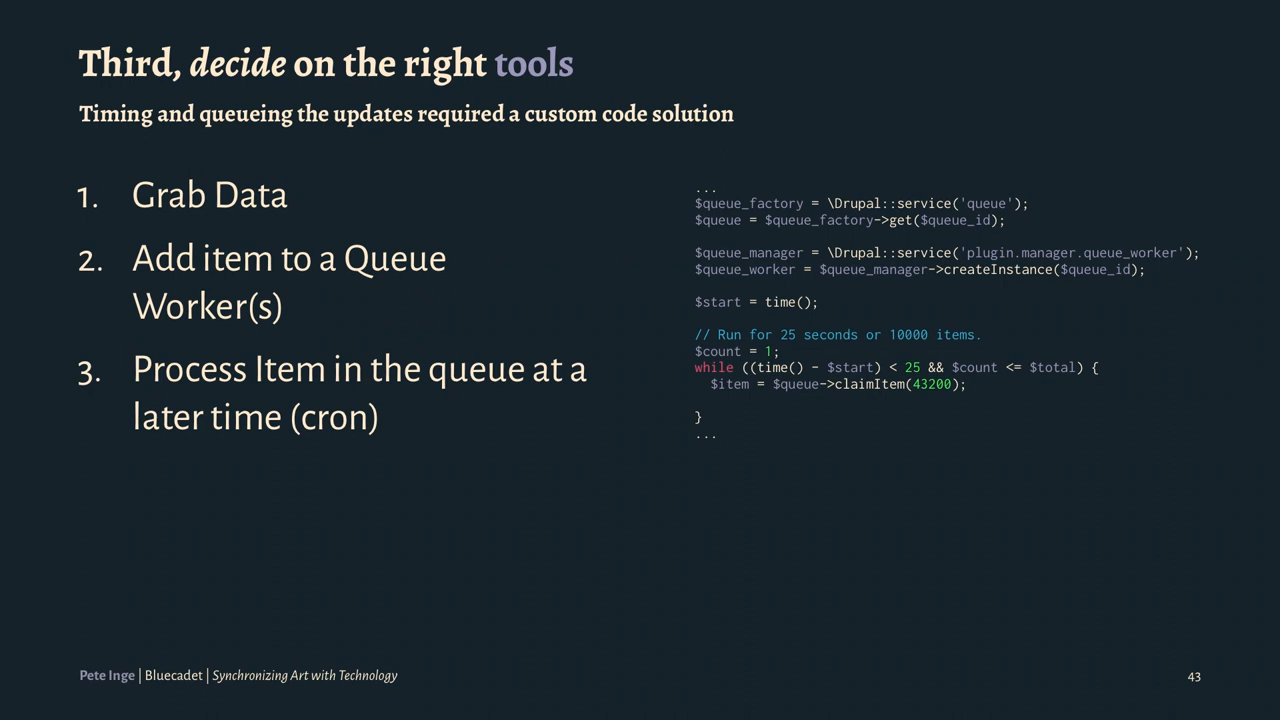 Third, decide on the right tools
Timing and queueing the updates required a custom code solution
1. Grab Data
2. Add item to a Queue
Worker(s)
3. Process Item in the queue at a
later time (cron)
...
$queue_factory = \Drupal::service('queue');
$queue = $queue_factory->get($queue_id);
$queue_manager = \Drupal::service('plugin.manager.queue_worker');
$queue_worker = $queue_manager->createInstance($queue_id);
$start = time();
// Run for 25 seconds or 10000 items.
$count = 1;
while ((time() - $start) < 25 && $count <= $total) {
  $item = $queue->claimItem(43200);
}
...
Pete Inge | Bluecadet | Synchronizing Art with Technology
43